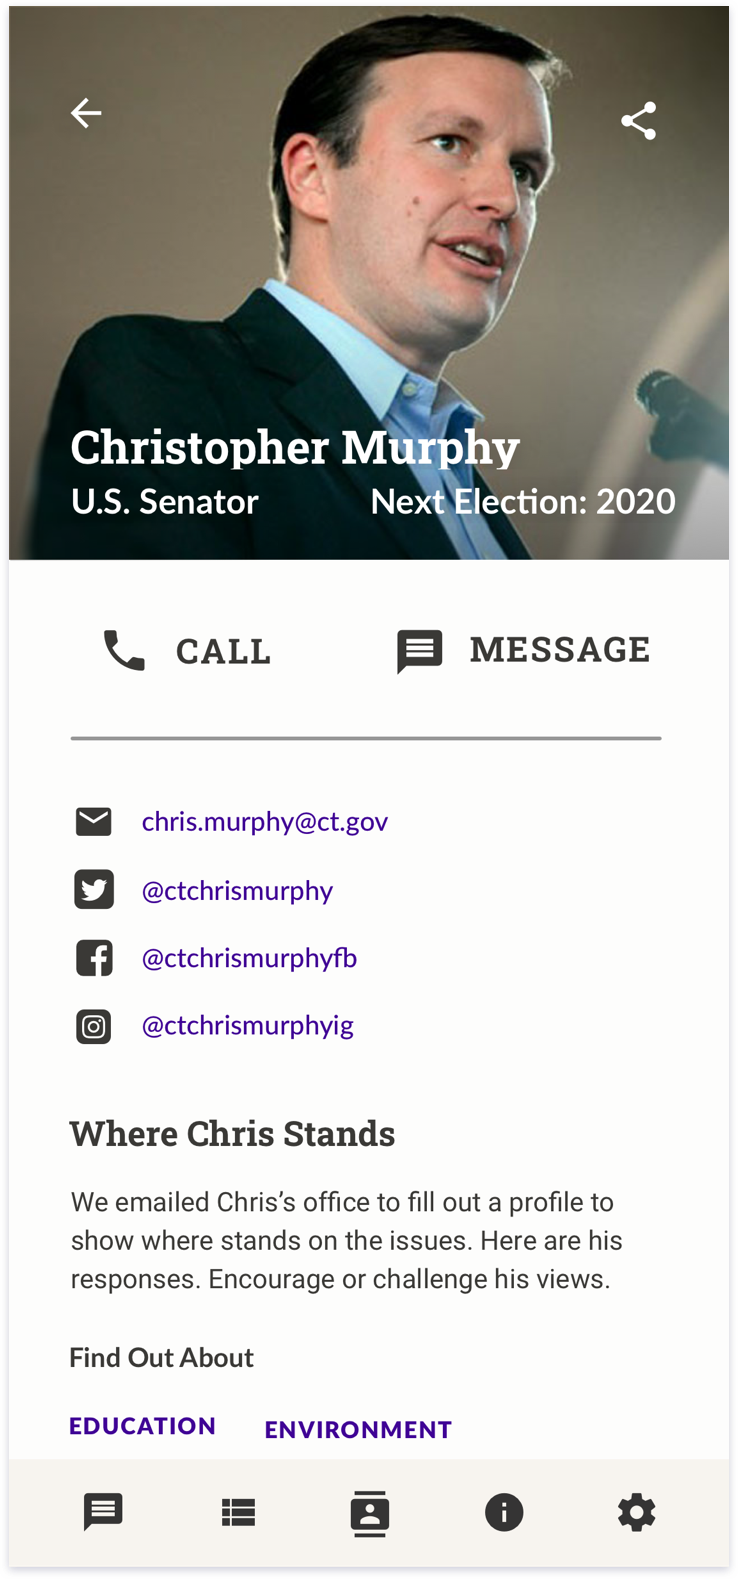 Christopher Murphy
U.S. Senator Next Election: 2020
CALL MESSAGE
chris.murphy@ct.gov
@ctchrismurphy
@ctchrismurphyfb
@ctchrismurphyig
Where Chris Stands
We emailed Chris’s office to fill out a profile to
show where stands on the issues. Here are his
responses. Encourage or challenge his views.
Find Out About
EDUCATION ENVIRONMENT